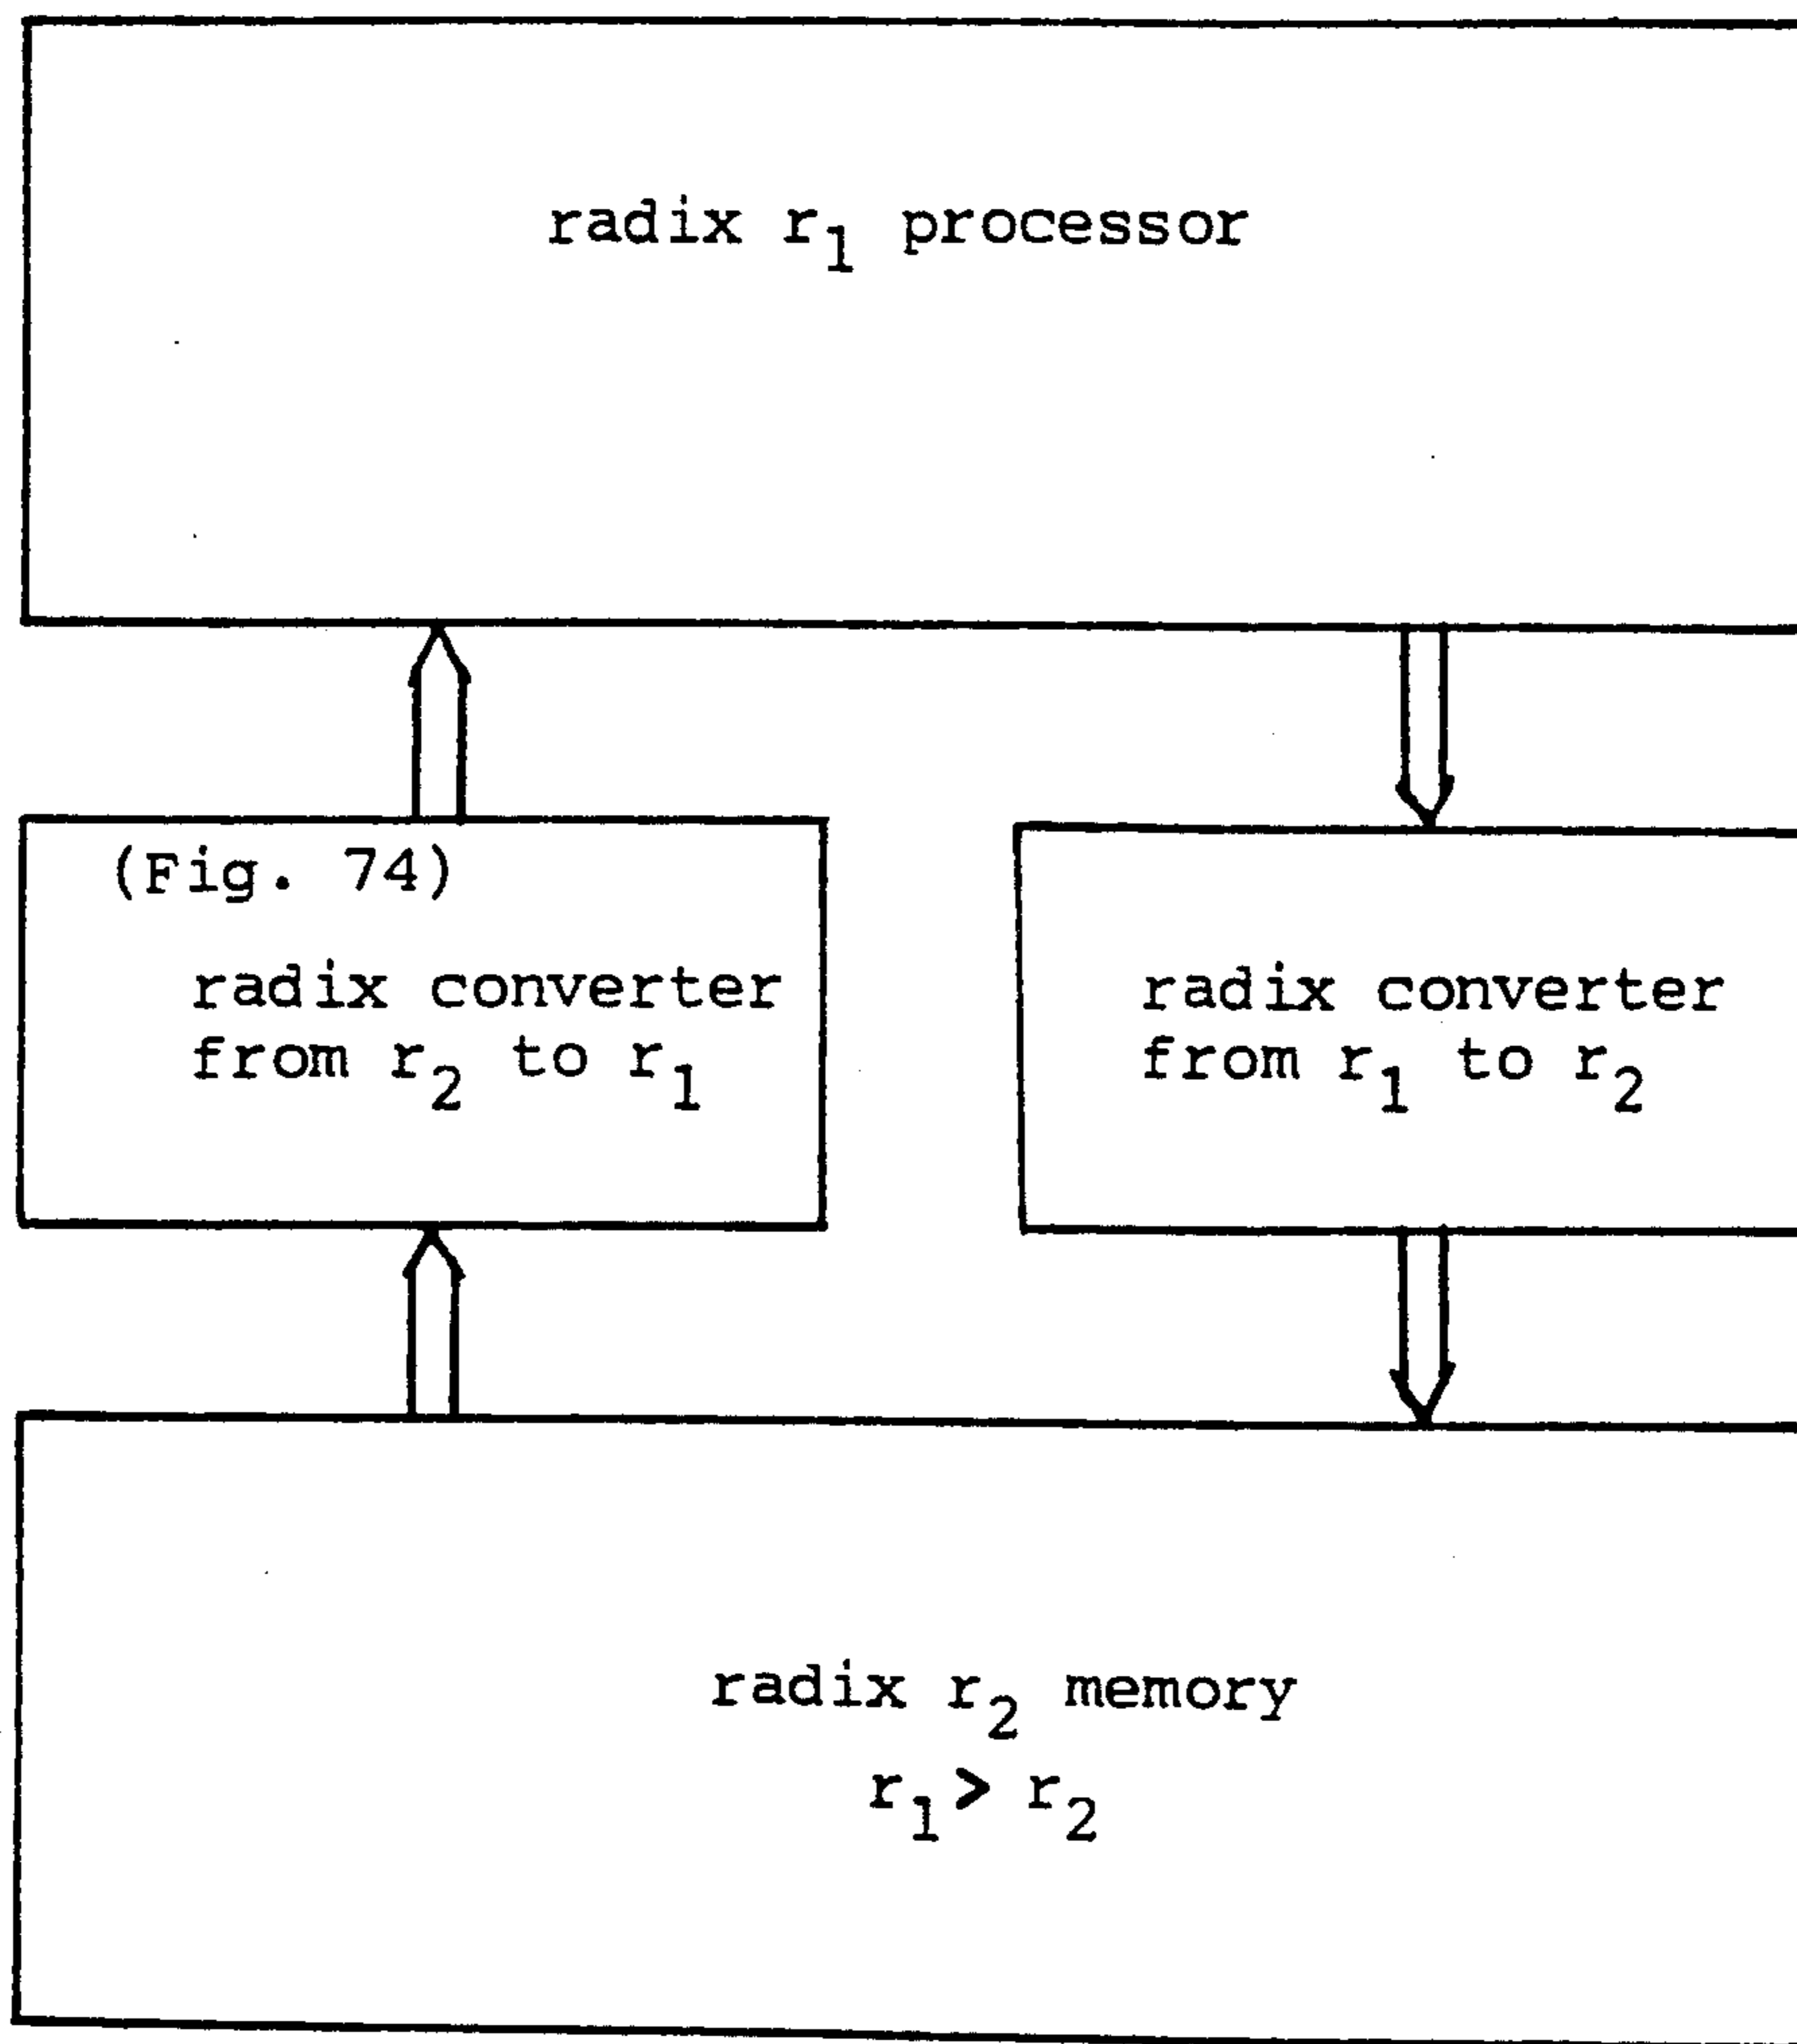 radix r₁ processor
(Fig. 74)
radix converter
from r₂ to r₁
radix converter
from r₁ to r₂
radix r₂ memory
r₁ > r₂